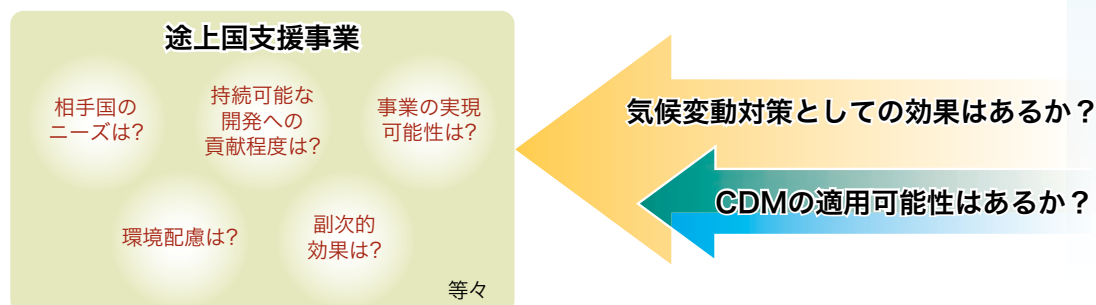 途上国支援事業
相手国の
ニーズは?
持続可能な
開発への
貢献程度は?
事業の実現
可能性は?
環境配慮は?
副次的
効果は?
等々
気候変動対策としての効果はあるか？
CDMの適用可能性はあるか？